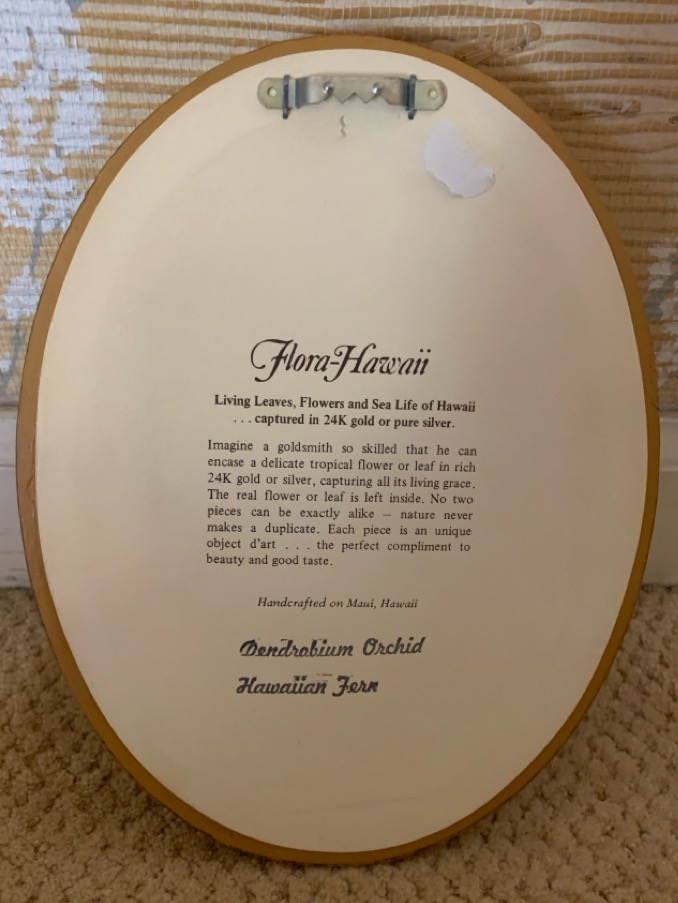 Flora-Hawaii
Living Leaves, Flowers and Sea Life of Hawaii
. . . captured in 24K gold or pure silver.
Imagine a goldsmith so skilled that he can
encase a delicate tropical flower or leaf in rich
24K gold or silver, capturing all its living grace.
The real flower or leaf is left inside. No two
pieces can be exactly alike — nature never
makes a duplicate. Each piece is an unique
object d'art . . . the perfect compliment to
beauty and good taste.
Handcrafted on Maui, Hawaii
Dendrobium Orchid
Hawaiian Fern